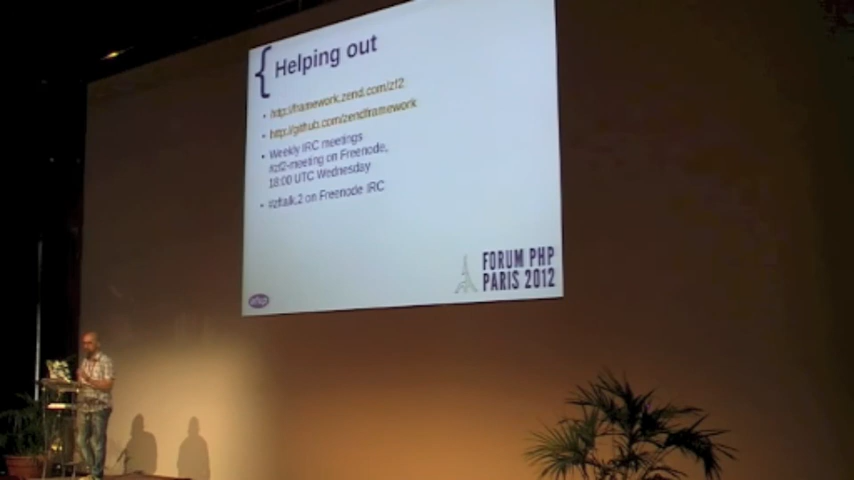 { Helping out
• http://framework.zend.com/zf2
• http://github.com/zendframework
• Weekly IRC meetings
#zf2-meeting on Freenode,
18:00 UTC Wednesday
• #zftalk.2 on Freenode IRC
FORUM PHP
PARIS 2012